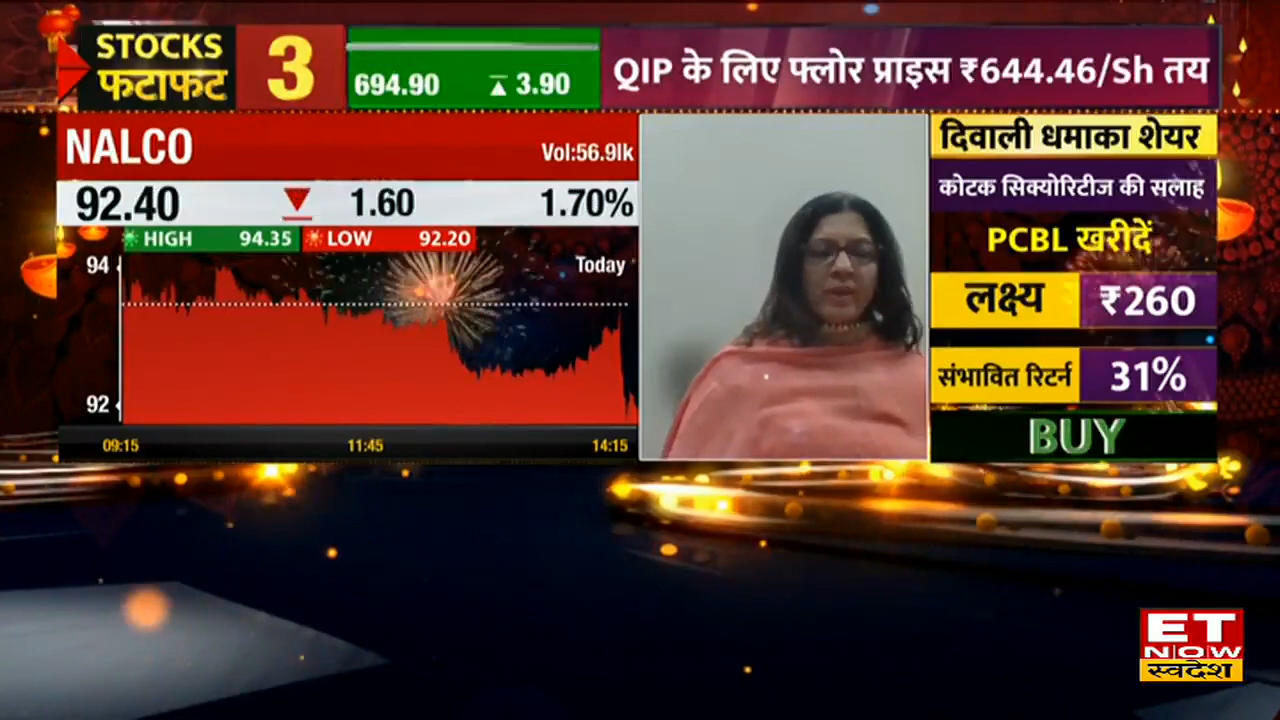 STOCKS
फटाफट
3
694.90 3.90
QIP के लिए फ्लोर प्राइस ₹644.46/Sh तय
NALCO
Vol:56.9lk
92.40 1.60 1.70%
HIGH 94.35 LOW 92.20
94
Today
92
09:15 11:45 14:15
दिवाली धमाका शेयर
कोटक सिक्योरिटीज की सलाह
PCBL खरीदें
लक्ष्य ₹260
संभावित रिटर्न 31%
BUY
ET
NOW
स्वदेश